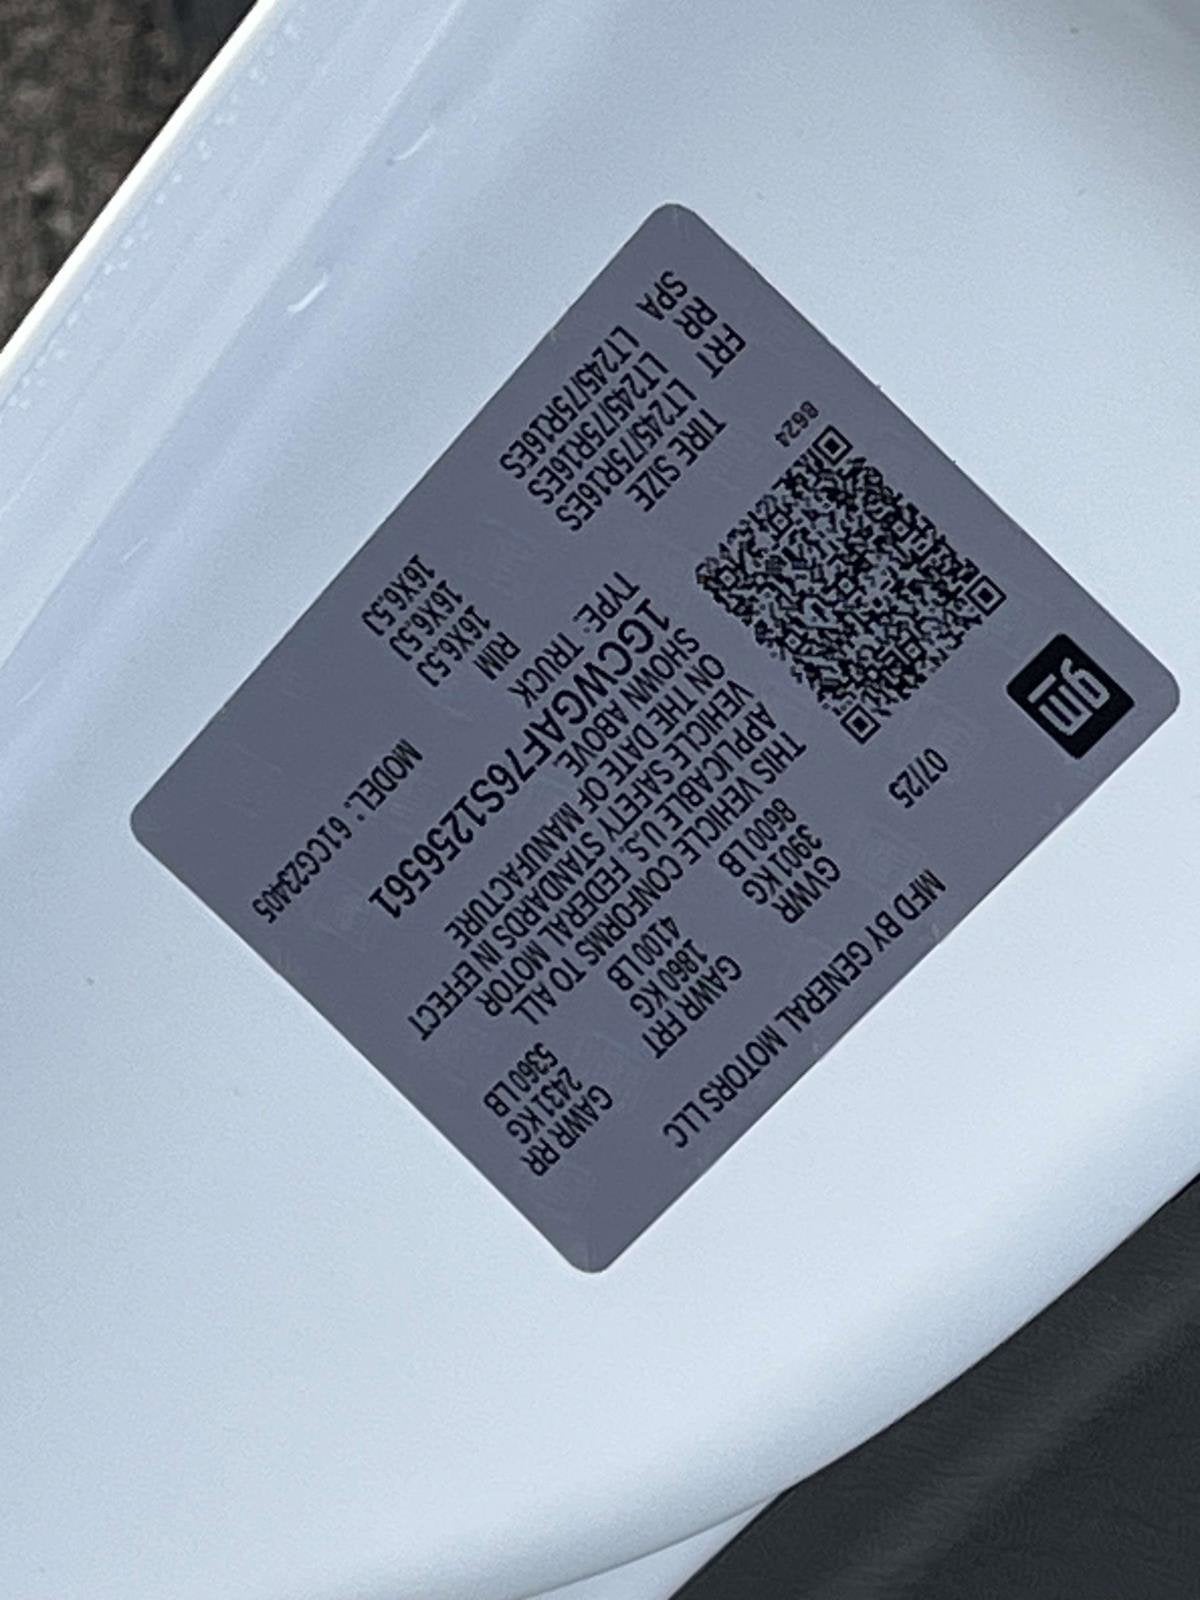 gm
MFD BY GENERAL MOTORS LLC
07/25
GVWR GAWR FRT GAWR RR
3901 KG 1860 KG 2431 KG
8600 LB 4100 LB 5360 LB
8624
THIS VEHICLE CONFORMS TO ALL
APPLICABLE U.S. FEDERAL MOTOR
VEHICLE SAFETY STANDARDS IN EFFECT
ON THE DATE OF MANUFACTURE
SHOWN ABOVE.
1GCWGAF76S1256561
TYPE: TRUCK MODEL: 61CG23405
TIRE SIZE RIM
FRT LT245/75R16ES 16X6.5J
RR LT245/75R16ES 16X6.5J
SPA LT245/75R16ES 16X6.5J